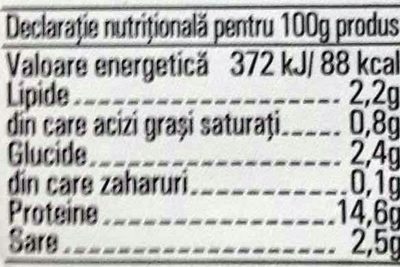 Declarație nutrițională pentru 100g produs
Valoare energetică 372 kJ/ 88 kcal
Lipide 2,2g
din care acizi grași saturați 0,8g
Glucide 2,4g
din care zaharuri 0,1g
Proteine 14,6g
Sare 2,5g